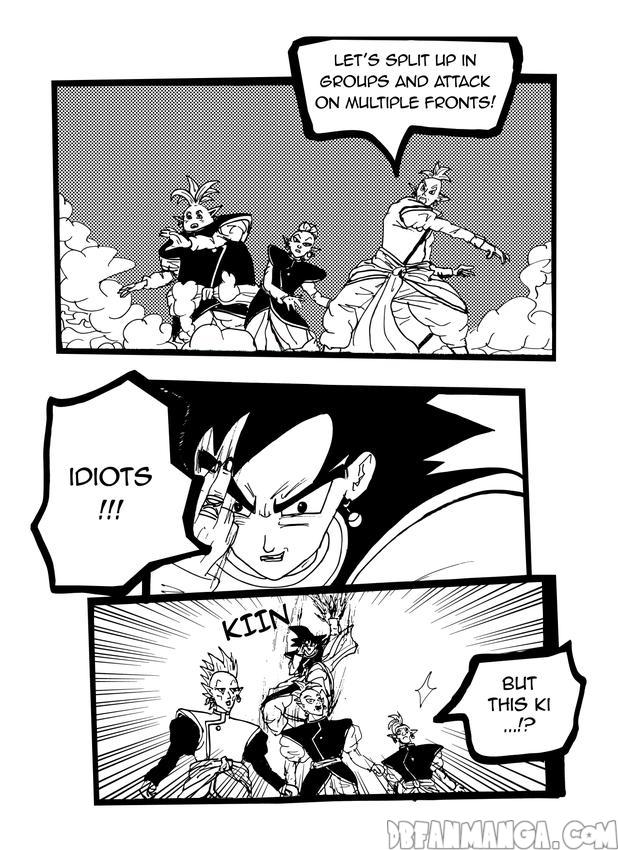 LET'S SPLIT UP IN
GROUPS AND ATTACK
ON MULTIPLE FRONTS!
IDIOTS
!!!
KIIN
BUT
THIS KI
...!?
DBFANMANGA.COM